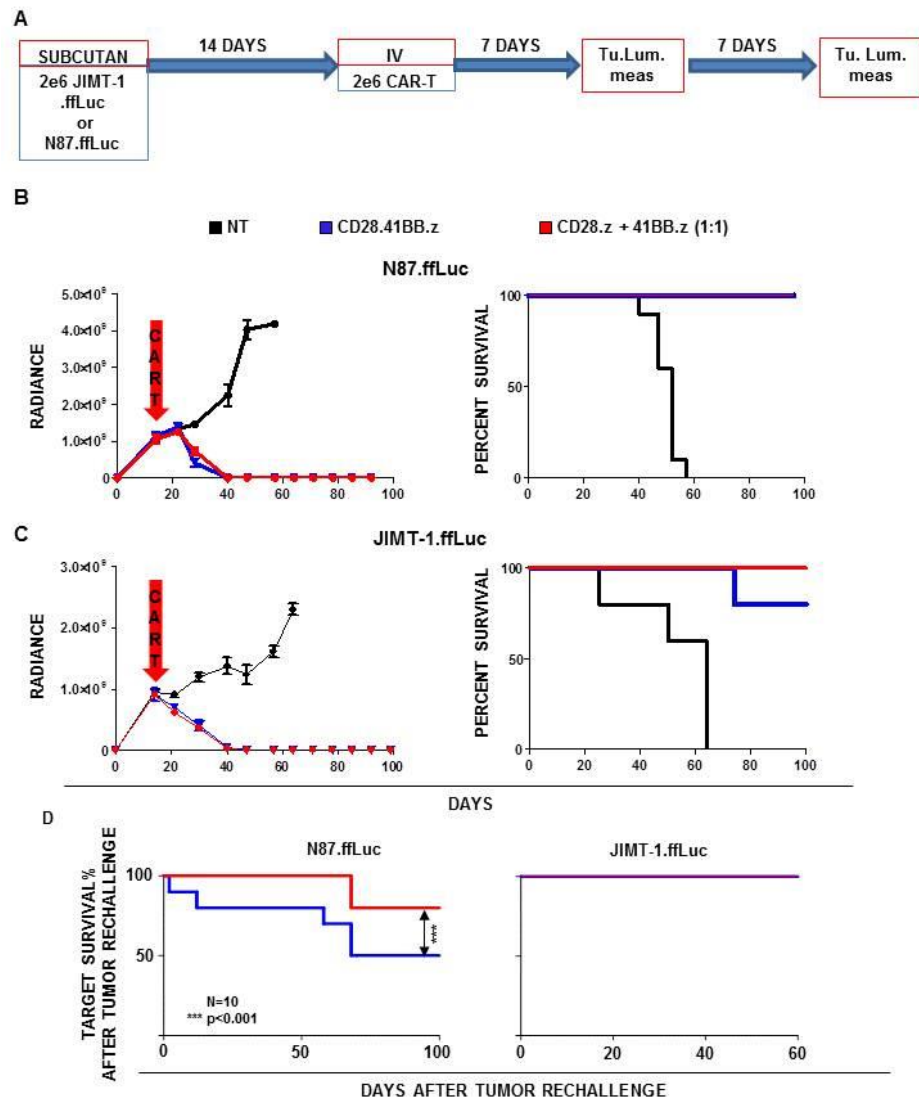 A
SUBCUTAN
2e6 JIMT-1
.ffLuc
or
N87.ffLuc
14 DAYS
IV
2e6 CAR-T
7 DAYS
Tu.Lum.
meas
7 DAYS
Tu. Lum.
meas
B
NT
CD28.41BB.z
CD28.z + 41BB.z (1:1)
N87.ffLuc
RADIANCE
5.0×10⁹
4.0×10⁹
3.0×10⁹
2.0×10⁹
1.0×10⁹
0
CART
0 20 40 60 80 100
PERCENT SURVIVAL
100
50
0
0 20 40 60 80 100
C
JIMT-1.ffLuc
RADIANCE
3.0×10⁹
2.0×10⁹
1.0×10⁹
0
CART
0 20 40 60 80 100
PERCENT SURVIVAL
100
50
0
0 20 40 60 80 100
DAYS
D
TARGET SURVIVAL%
AFTER TUMOR RECHALLENGE
N87.ffLuc
100
50
***
N=10
*** p<0.001
0 50 100
JIMT-1.ffLuc
0 20 40 60
DAYS AFTER TUMOR RECHALLENGE